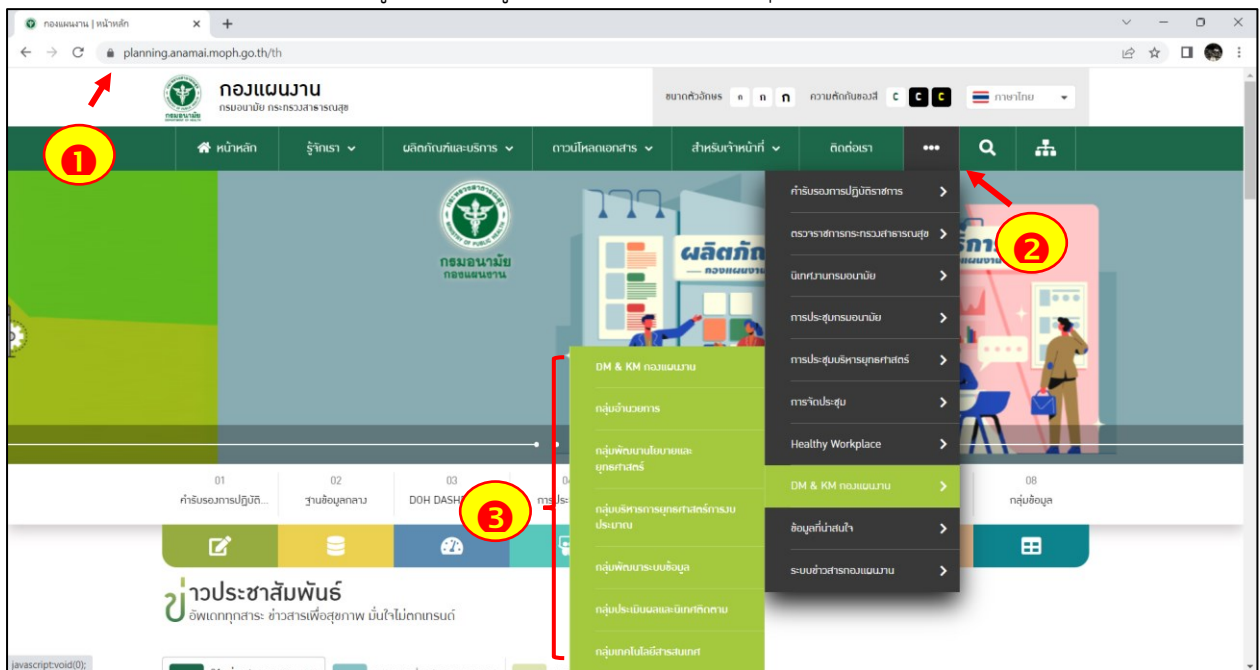 กองแผนงาน | หน้าหลัก
planning.anamai.moph.go.th/th
กองแผนงาน
กรมอนามัย กระทรวงสาธารณสุข
กรมอนามัย
ขนาดตัวอักษร ก ก ก ความตัดกันของสี C C C ภาษาไทย
1
หน้าหลัก รู้จักเรา ผลิตภัณฑ์และบริการ ดาวน์โหลดเอกสาร สำหรับเจ้าหน้าที่ ติดต่อเรา •••
2
กรมอนามัย
กองแผนงาน
ผลิตภัณ
กองแผนงาน
คำรับรองการปฏิบัติราชการ
ตรวจราชการกระทรวงสาธารณสุข
นิเทศงานกรมอนามัย
การประชุมกรมอนามัย
การประชุมบริหารยุทธศาสตร์
การจัดประชุม
Healthy Workplace
DM & KM กองแผนงาน
ข้อมูลที่น่าสนใจ
ระบบข่าวสารกองแผนงาน
3
DM & KM กองแผนงาน
กลุ่มอำนวยการ
กลุ่มพัฒนานโยบายและ
ยุทธศาสตร์
กลุ่มบริหารการยุทธศาสตร์การงบ
ประมาณ
กลุ่มพัฒนาระบบข้อมูล
กลุ่มประเมินผลและนิเทศติดตาม
กลุ่มเทคโนโลยีสารสนเทศ
01 02 03 08
คำรับรองการปฏิบัติ... ฐานข้อมูลกลาง DOH DASH กลุ่มข้อมูล
ข่าวประชาสัมพันธ์
อัพเดททุกสาระ ข่าวสารเพื่อสุขภาพ มั่นใจไม่ตกเทรนด์
javascript:void(0);